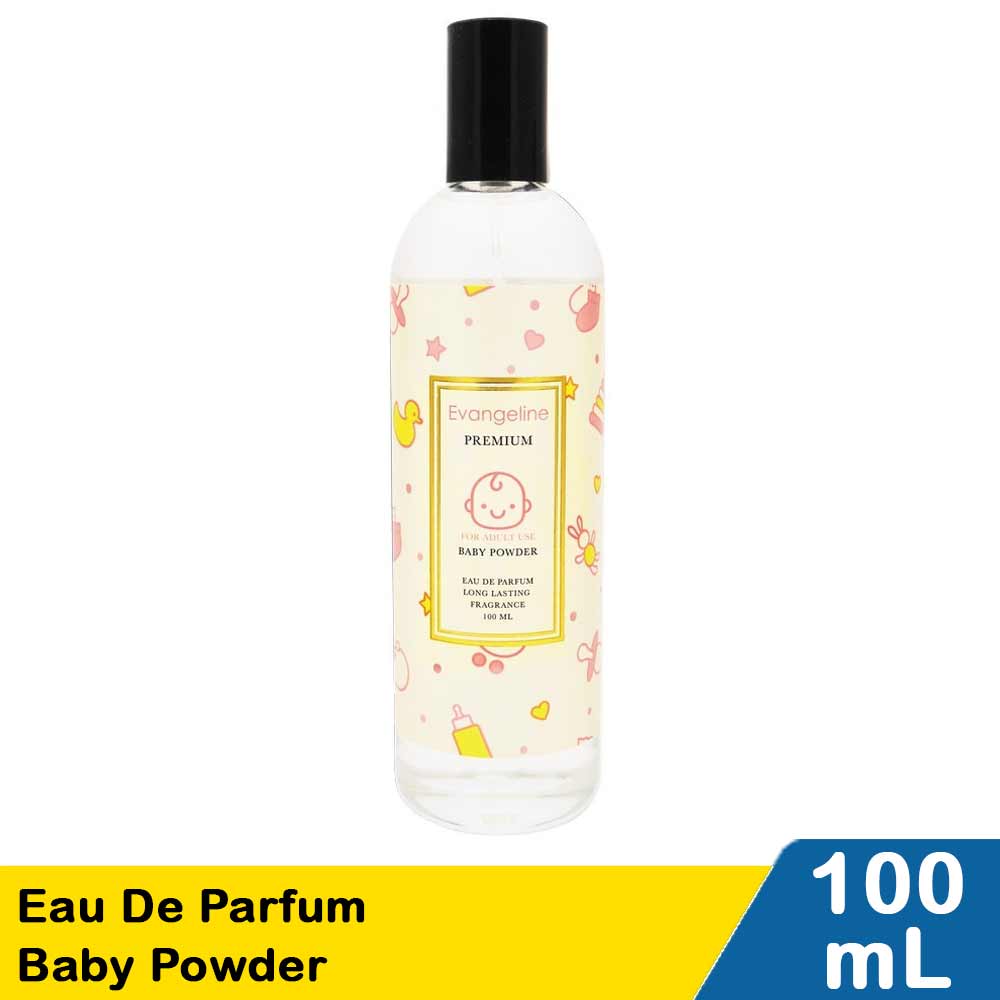 Evangeline
PREMIUM
FOR ADULT USE
BABY POWDER
EAU DE PARFUM
LONG LASTING
FRAGRANCE
100 ML
Eau De Parfum
Baby Powder
100
mL